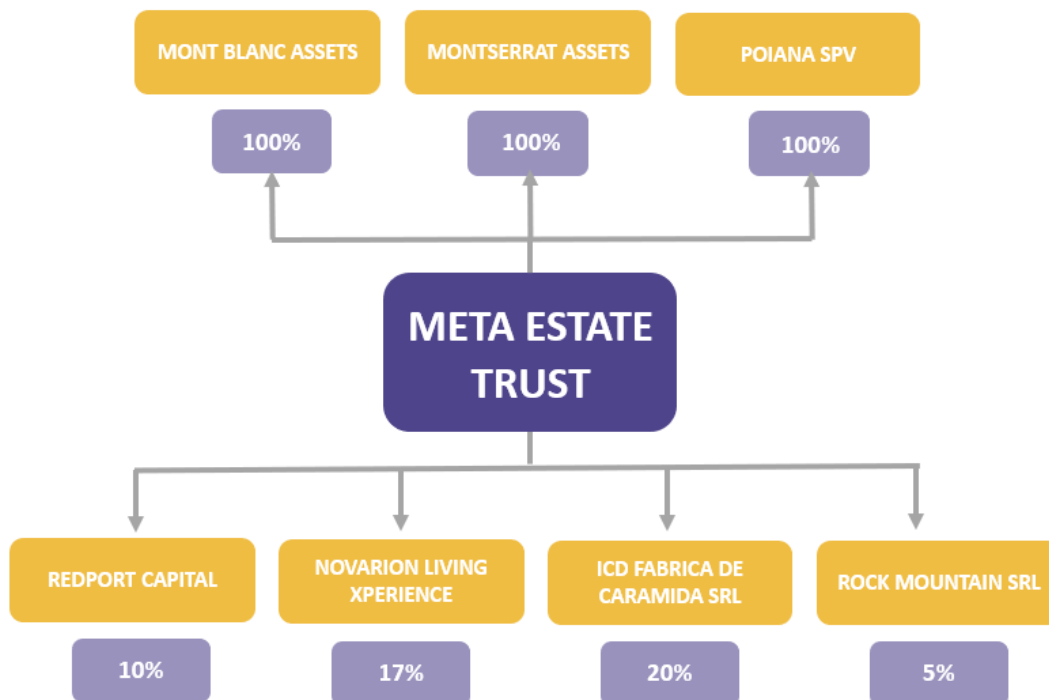 MONT BLANC ASSETS
MONTSERRAT ASSETS
POIANA SPV
100%
100%
100%
META ESTATE
TRUST
REDPORT CAPITAL
NOVARION LIVING
XPERIENCE
ICD FABRICA DE
CARAMIDA SRL
ROCK MOUNTAIN SRL
10%
17%
20%
5%